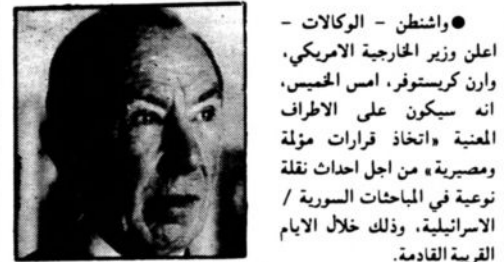 ●واشنطن - الوكالات -
اعلن وزير الخارجية الامريكي،
وارن كريستوفر، امس الخميس،
انه سيكون على الاطراف
المعنية «اتخاذ قرارات مؤلمة
ومصيرية» من اجل احداث نقلة
نوعية في المباحثات السورية /
الاسرائيلية، وذلك خلال الايام
القريبة القادمة.